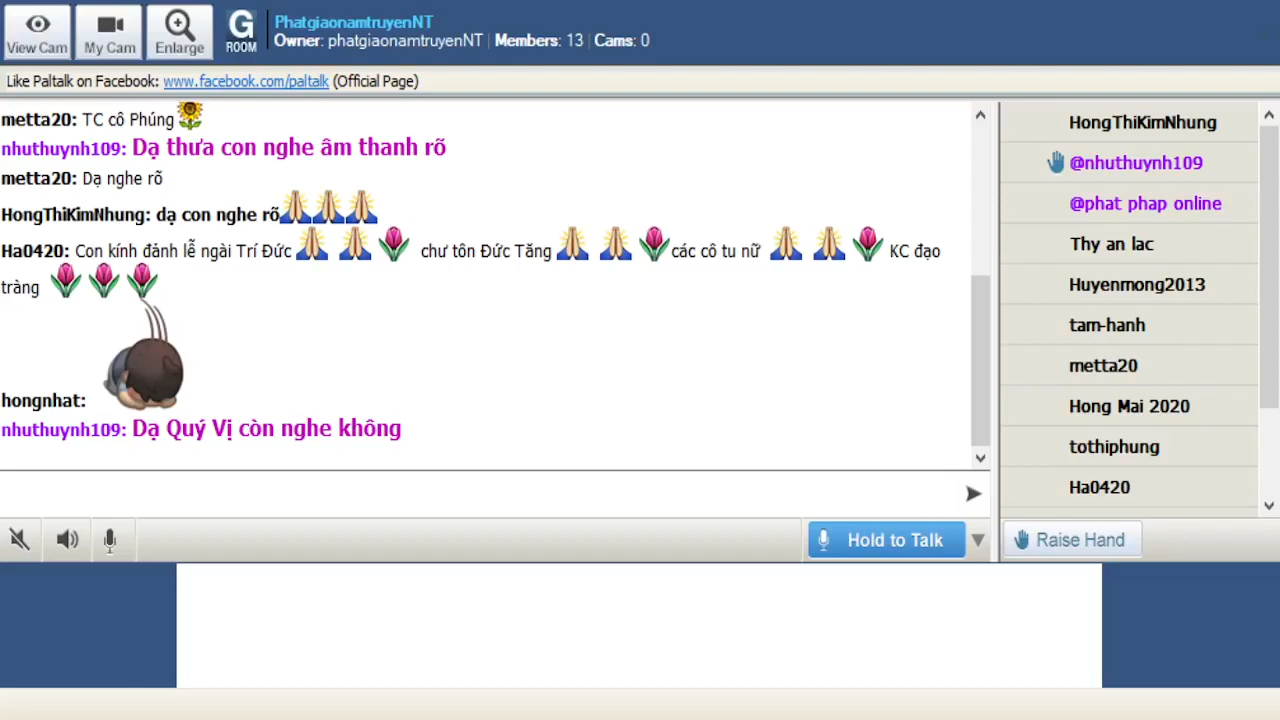 View Cam
My Cam
Enlarge
G
ROOM
PhatgiaonamtruyenNT
Owner: phatgiaonamtruyenNT | Members: 13 | Cams: 0
Like Paltalk on Facebook: www.facebook.com/paltalk (Official Page)
metta20: TC cô Phúng
nhuthuynh109: Dạ thưa con nghe âm thanh rõ
metta20: Dạ nghe rõ
HongThiKimNhung: dạ con nghe rõ
Ha0420: Con kính đảnh lễ ngài Trí Đức chư tôn Đức Tăng các cô tu nữ KC đạo
tràng
hongnhat:
nhuthuynh109: Dạ Quý Vị còn nghe không
HongThiKimNhung
@nhuthuynh109
@phat phap online
Thy an lac
Huyenmong2013
tam-hanh
metta20
Hong Mai 2020
tothiphung
Ha0420
Hold to Talk
Raise Hand